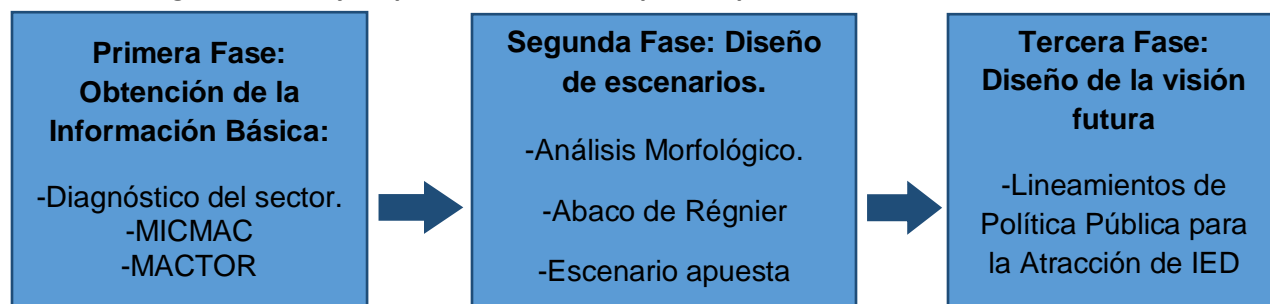 Primera Fase:
Obtención de la
Información Básica:
-Diagnóstico del sector.
-MICMAC
-MACTOR
Segunda Fase: Diseño
de escenarios.
-Análisis Morfológico.
-Abaco de Régnier
-Escenario apuesta
Tercera Fase:
Diseño de la visión
futura
-Lineamientos de
Política Pública para
la Atracción de IED